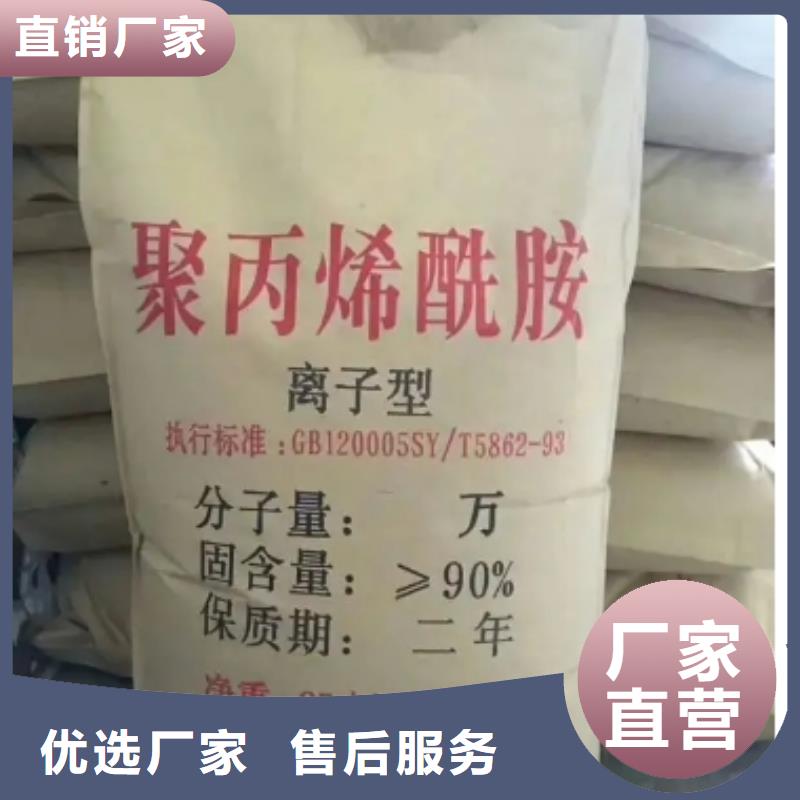 直销厂家
聚丙烯酰胺
离子型
执行标准:GB120005SY/T5862-93
分子量: 万
固含量: ≥90%
保质期: 二年
净重
厂家
直营
优选厂家 售后服务